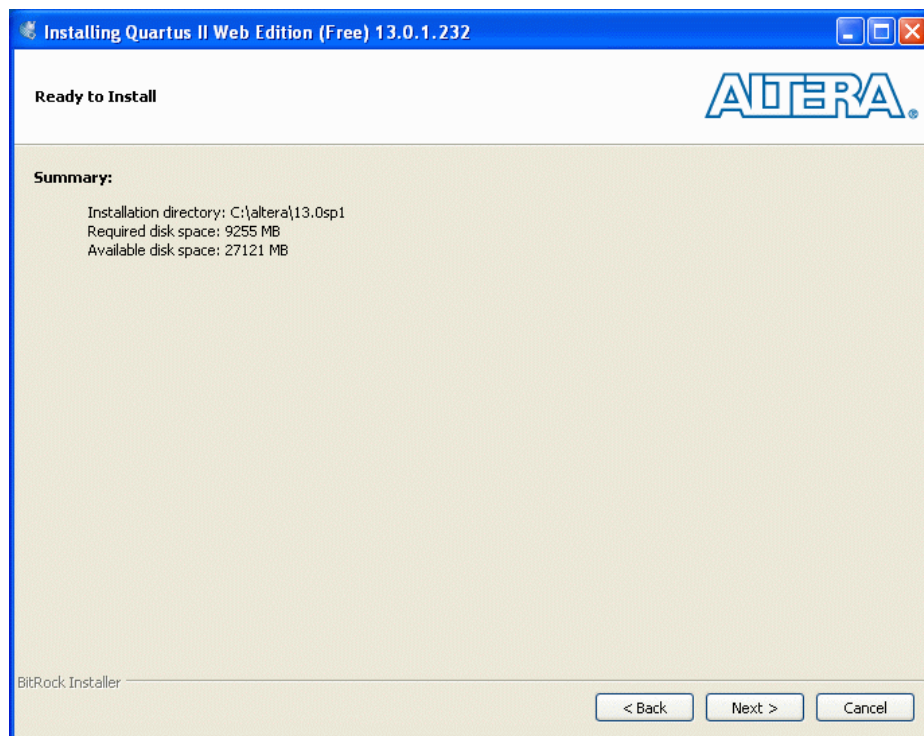 Installing Quartus II Web Edition (Free) 13.0.1.232
Ready to Install
ALTERA®
Summary:
Installation directory: C:\altera\13.0sp1
Required disk space: 9255 MB
Available disk space: 27121 MB
BitRock Installer
< Back
Next >
Cancel